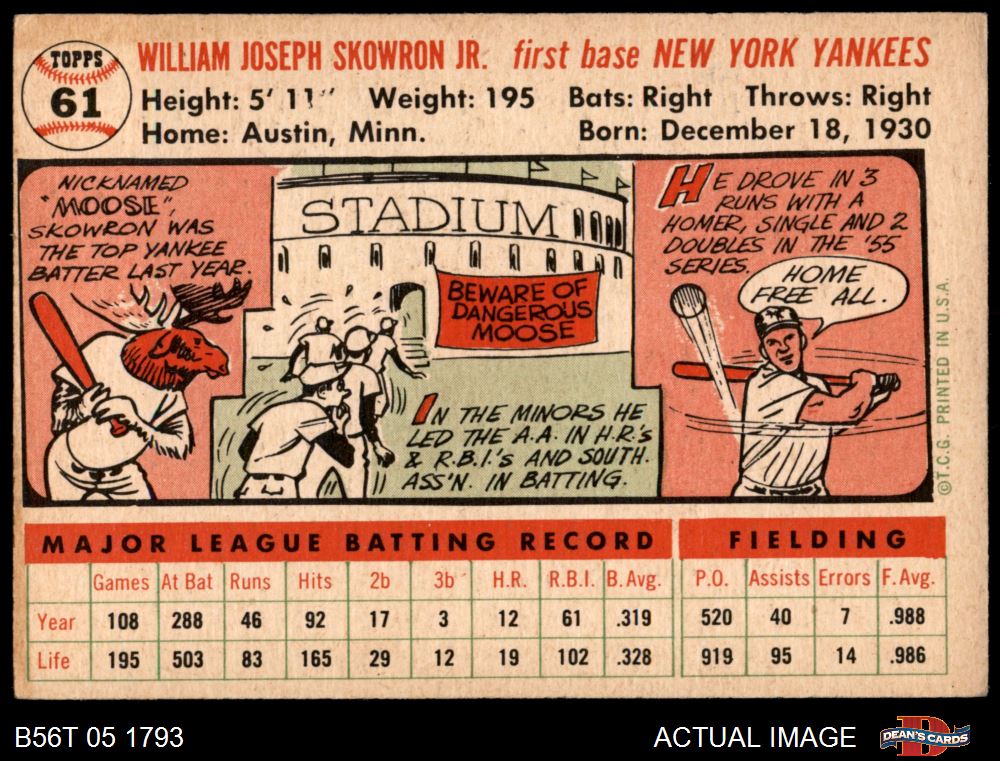 TOPPS
61
WILLIAM JOSEPH SKOWRON JR. first base NEW YORK YANKEES
Height: 5' 11" Weight: 195 Bats: Right Throws: Right
Home: Austin, Minn. Born: December 18, 1930
NICKNAMED
"MOOSE",
SKOWRON WAS
THE TOP YANKEE
BATTER LAST YEAR.
STADIUM
BEWARE OF
DANGEROUS
MOOSE
IN THE MINORS HE
LED THE A.A. IN H.R.'s
& R.B.I.'s AND SOUTH.
ASS'N. IN BATTING.
HE DROVE IN 3
RUNS WITH A
HOMER, SINGLE AND 2
DOUBLES IN THE '55
SERIES.
HOME
FREE ALL.
©T.C.G. PRINTED IN U.S.A.
MAJOR LEAGUE BATTING RECORD FIELDING
Games At Bat Runs Hits 2b 3b H.R. R.B.I. B. Avg. P.O. Assists Errors F. Avg.
Year 108 288 46 92 17 3 12 61 .319 520 40 7 .988
Life 195 503 83 165 29 12 19 102 .328 919 95 14 .986
B56T 05 1793 ACTUAL IMAGE DEAN'S CARDS